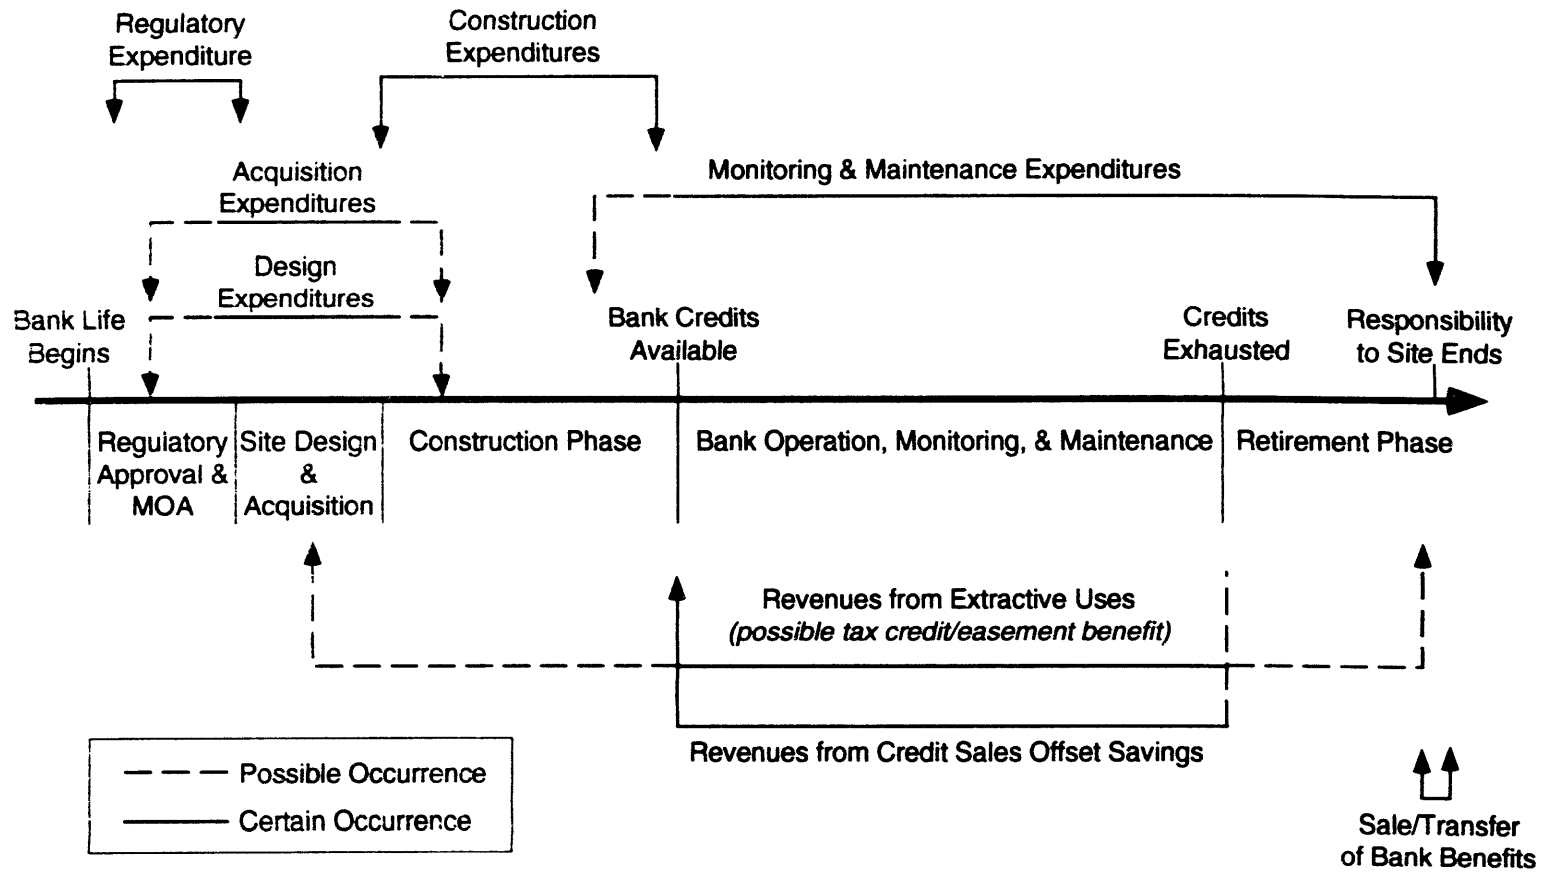 Regulatory
Expenditure
Construction
Expenditures
Acquisition
Expenditures
Monitoring & Maintenance Expenditures
Design
Expenditures
Bank Life
Begins
Bank Credits
Available
Credits
Exhausted
Responsibility
to Site Ends
Regulatory
Approval &
MOA
Site Design
&
Acquisition
Construction Phase
Bank Operation, Monitoring, & Maintenance
Retirement Phase
Revenues from Extractive Uses
(possible tax credit/easement benefit)
Revenues from Credit Sales Offset Savings
Possible Occurrence
Certain Occurrence
Sale/Transfer
of Bank Benefits